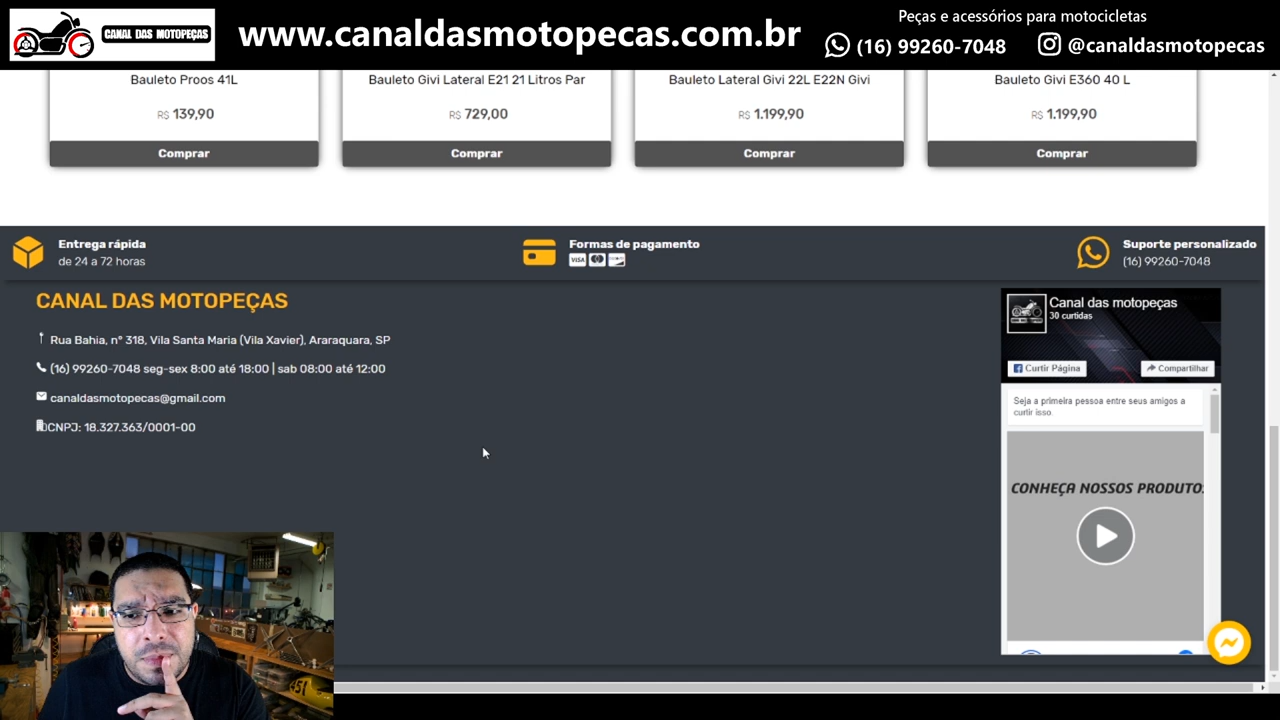 CANAL DAS MOTOPEÇAS
www.canaldasmotopecas.com.br
Peças e acessórios para motocicletas
(16) 99260-7048
@canaldasmotopecas
Bauleto Proos 41L
R$ 139,90
Comprar
Bauleto Givi Lateral E21 21 Litros Par
R$ 729,00
Comprar
Bauleto Lateral Givi 22L E22N Givi
R$ 1.199,90
Comprar
Bauleto Givi E360 40 L
R$ 1.199,90
Comprar
Entrega rápida
de 24 a 72 horas
Formas de pagamento
VISA
Suporte personalizado
(16) 99260-7048
CANAL DAS MOTOPEÇAS
Rua Bahia, n° 318, Vila Santa Maria (Vila Xavier), Araraquara, SP
(16) 99260-7048 seg-sex 8:00 até 18:00 | sab 08:00 até 12:00
canaldasmotopecas@gmail.com
CNPJ: 18.327.363/0001-00
Canal das motopeças
30 curtidas
Curtir Página
Compartilhar
Seja a primeira pessoa entre seus amigos a
curtir isso.
CONHEÇA NOSSOS PRODUTO